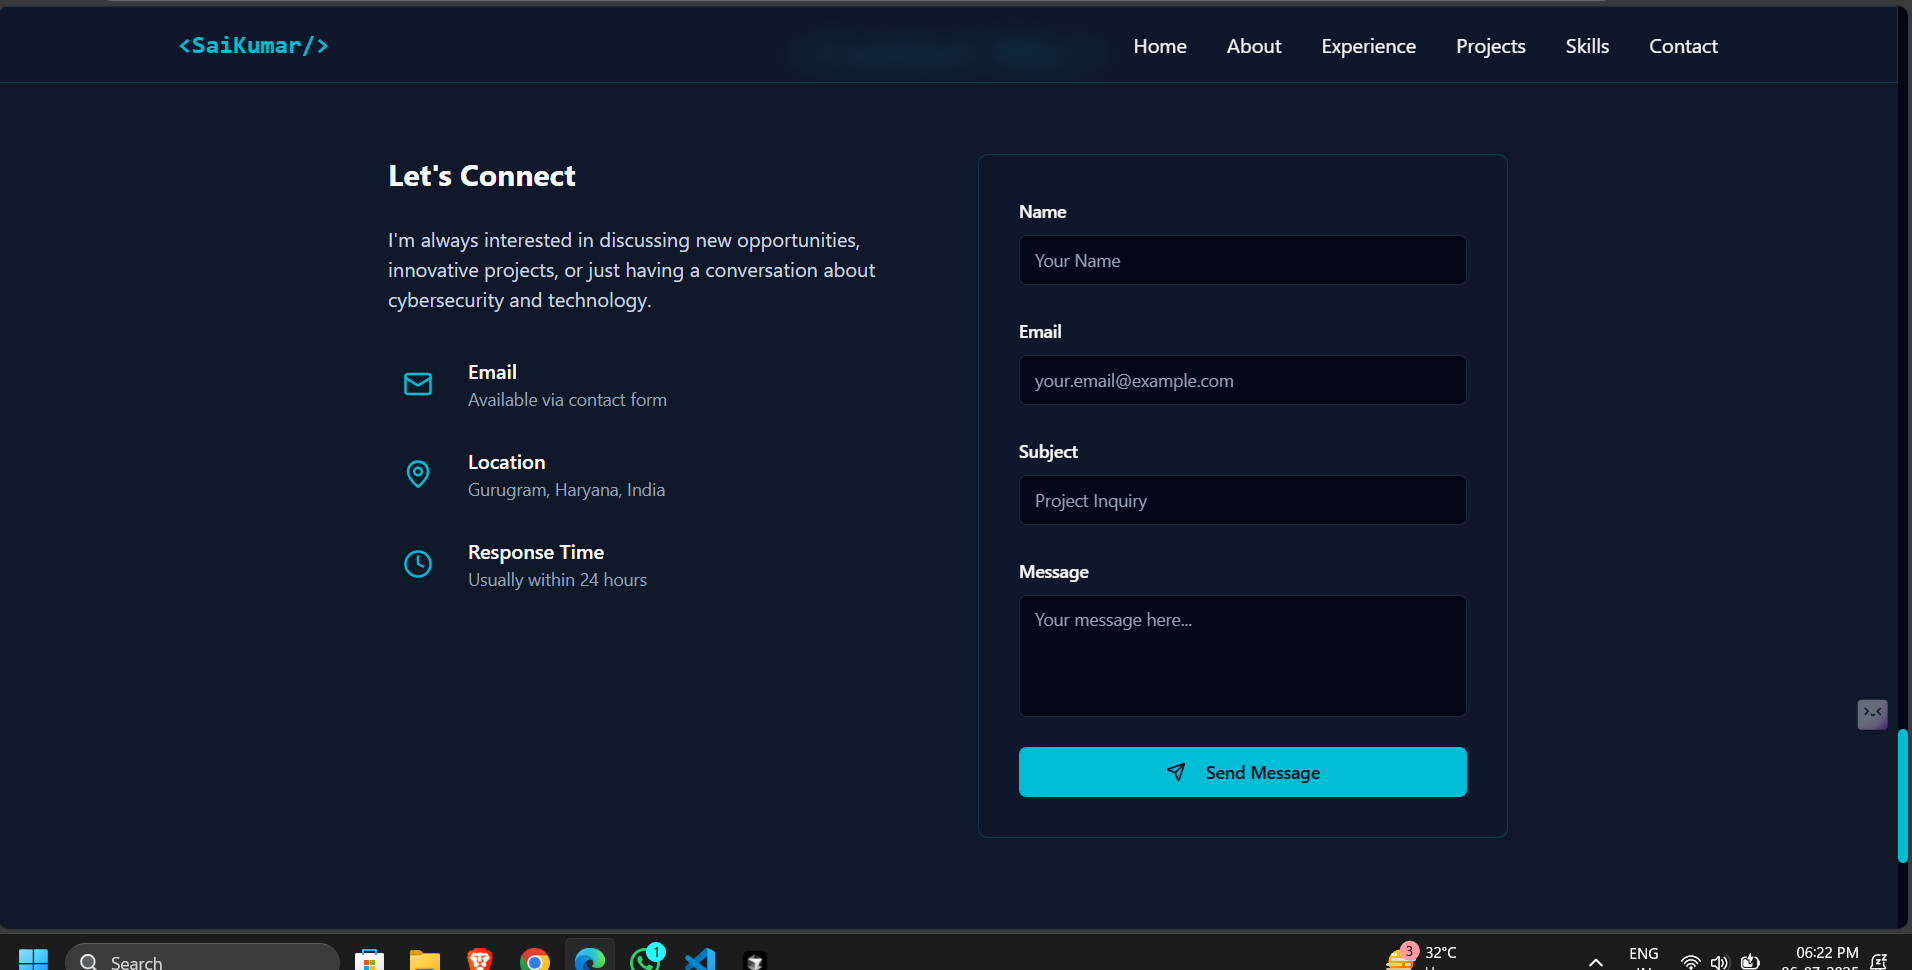 <SaiKumar/>
Home
About
Experience
Projects
Skills
Contact
Let's Connect
I'm always interested in discussing new opportunities,
innovative projects, or just having a conversation about
cybersecurity and technology.
Email
Available via contact form
Location
Gurugram, Haryana, India
Response Time
Usually within 24 hours
Name
Your Name
Email
your.email@example.com
Subject
Project Inquiry
Message
Your message here...
Send Message
Search
1
3
32°C
ENG
06:22 PM